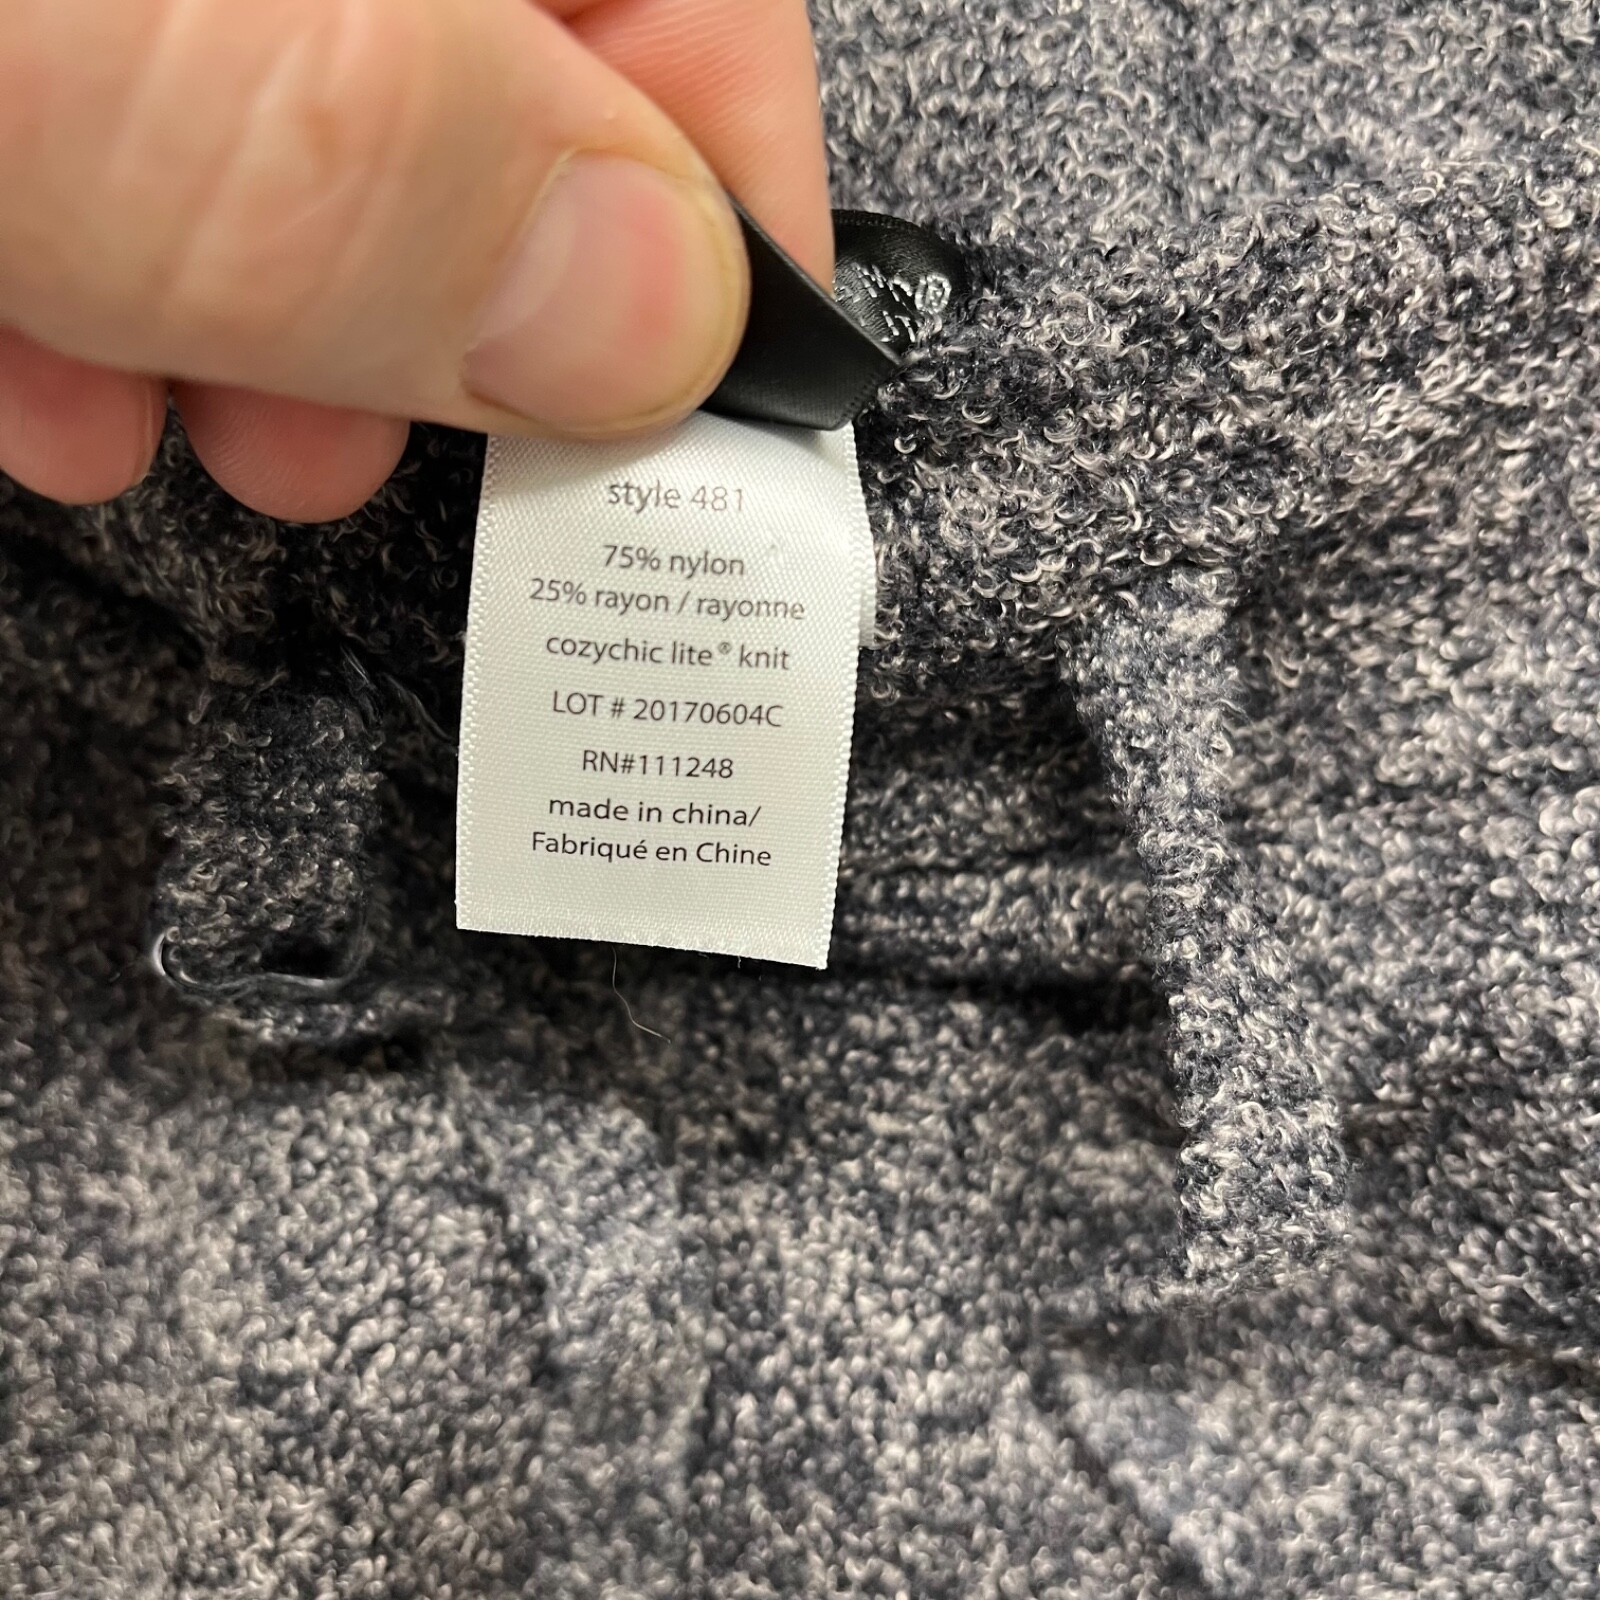 style 481
75% nylon
25% rayon / rayonne
cozychic lite® knit
LOT # 20170604C
RN#111248
made in china/
Fabriqué en Chine